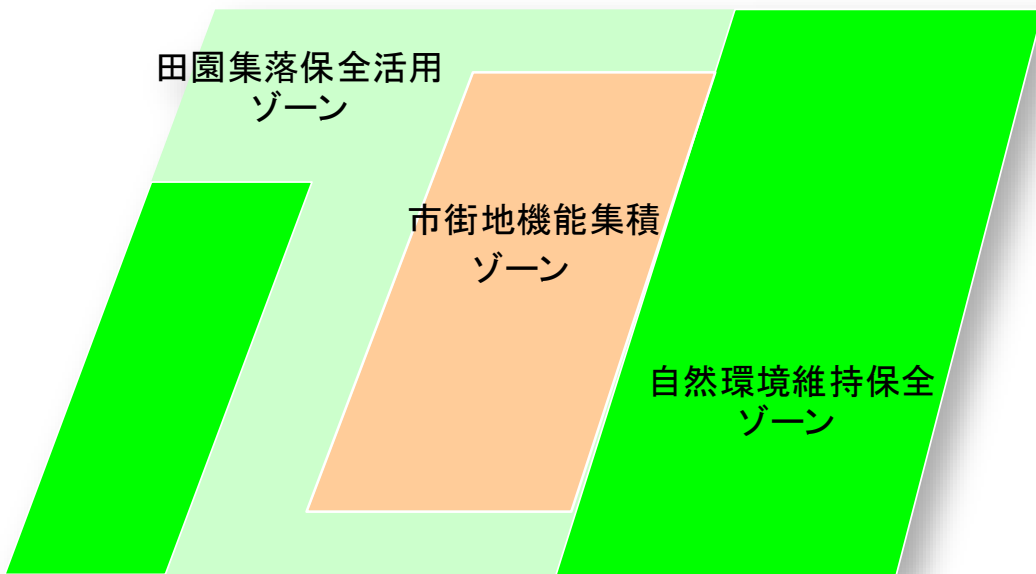 田園集落保全活用
ゾーン
市街地機能集積
ゾーン
自然環境維持保全
ゾーン